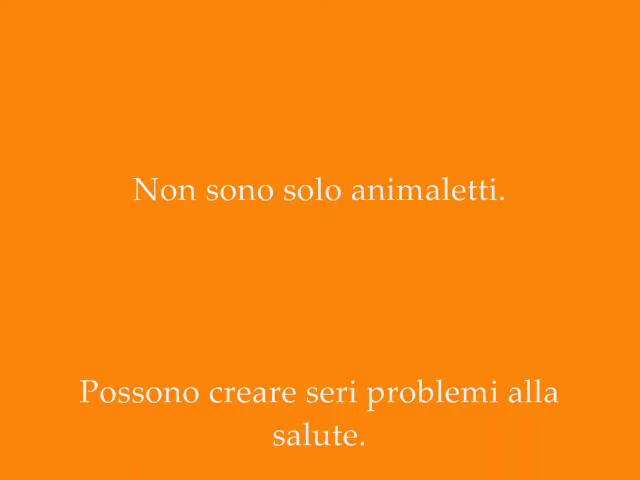 Non sono solo animaletti.
Possono creare seri problemi alla
salute.